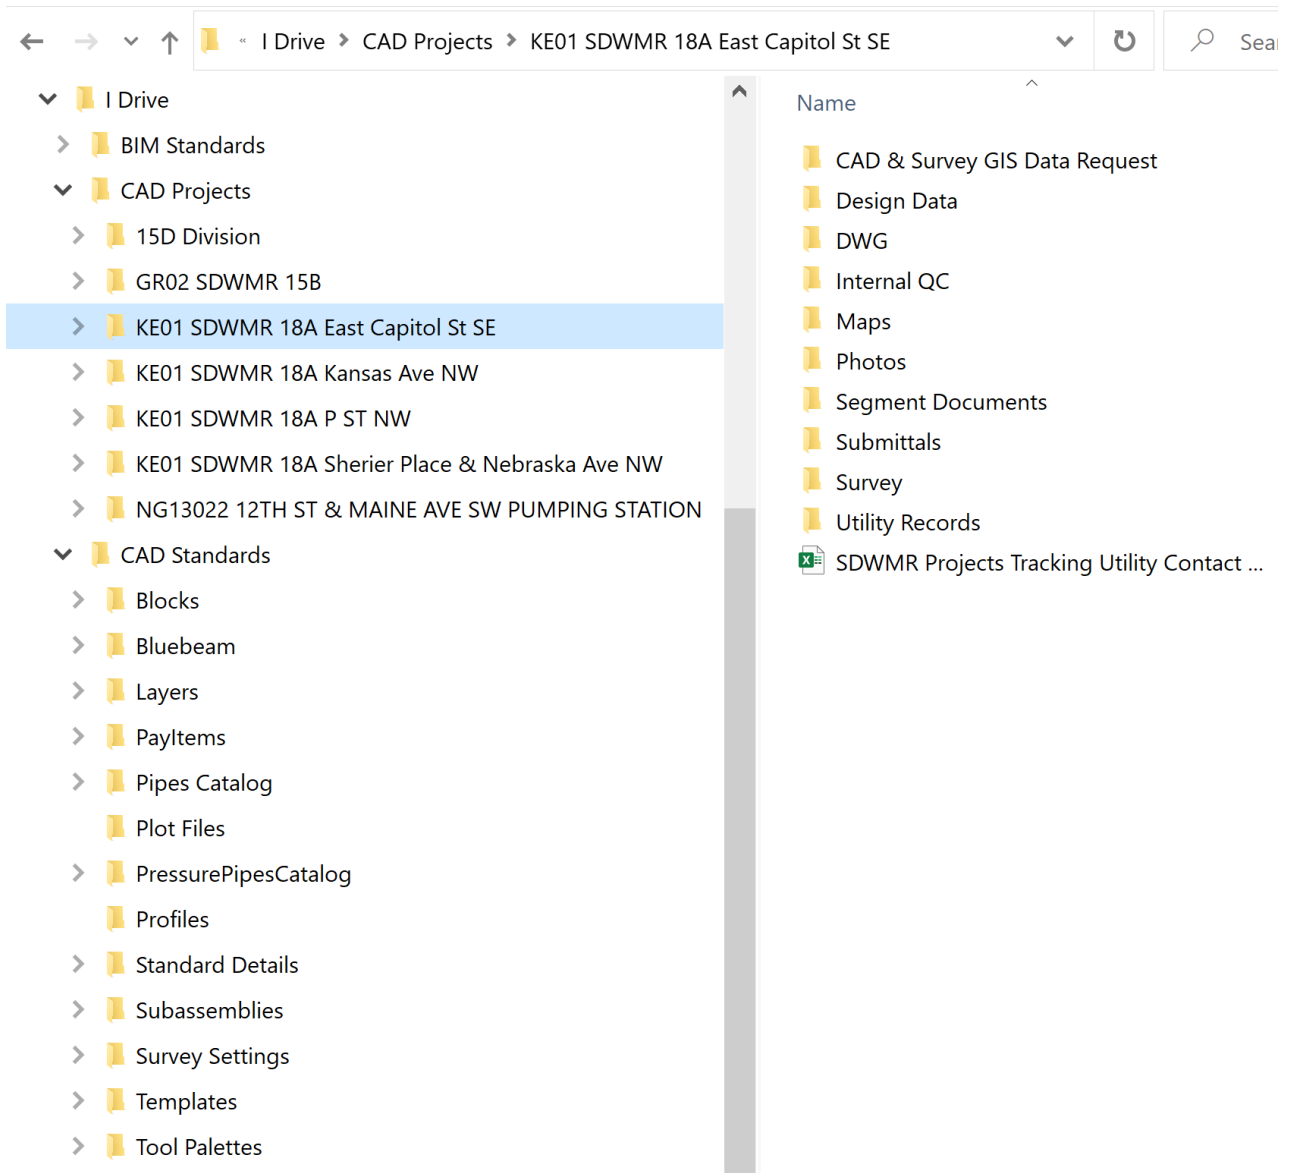 « I Drive > CAD Projects > KE01 SDWMR 18A East Capitol St SE
Sea
I Drive
BIM Standards
CAD Projects
15D Division
GR02 SDWMR 15B
KE01 SDWMR 18A East Capitol St SE
KE01 SDWMR 18A Kansas Ave NW
KE01 SDWMR 18A P ST NW
KE01 SDWMR 18A Sherier Place & Nebraska Ave NW
NG13022 12TH ST & MAINE AVE SW PUMPING STATION
CAD Standards
Blocks
Bluebeam
Layers
PayItems
Pipes Catalog
Plot Files
PressurePipesCatalog
Profiles
Standard Details
Subassemblies
Survey Settings
Templates
Tool Palettes
Name
CAD & Survey GIS Data Request
Design Data
DWG
Internal QC
Maps
Photos
Segment Documents
Submittals
Survey
Utility Records
SDWMR Projects Tracking Utility Contact ...